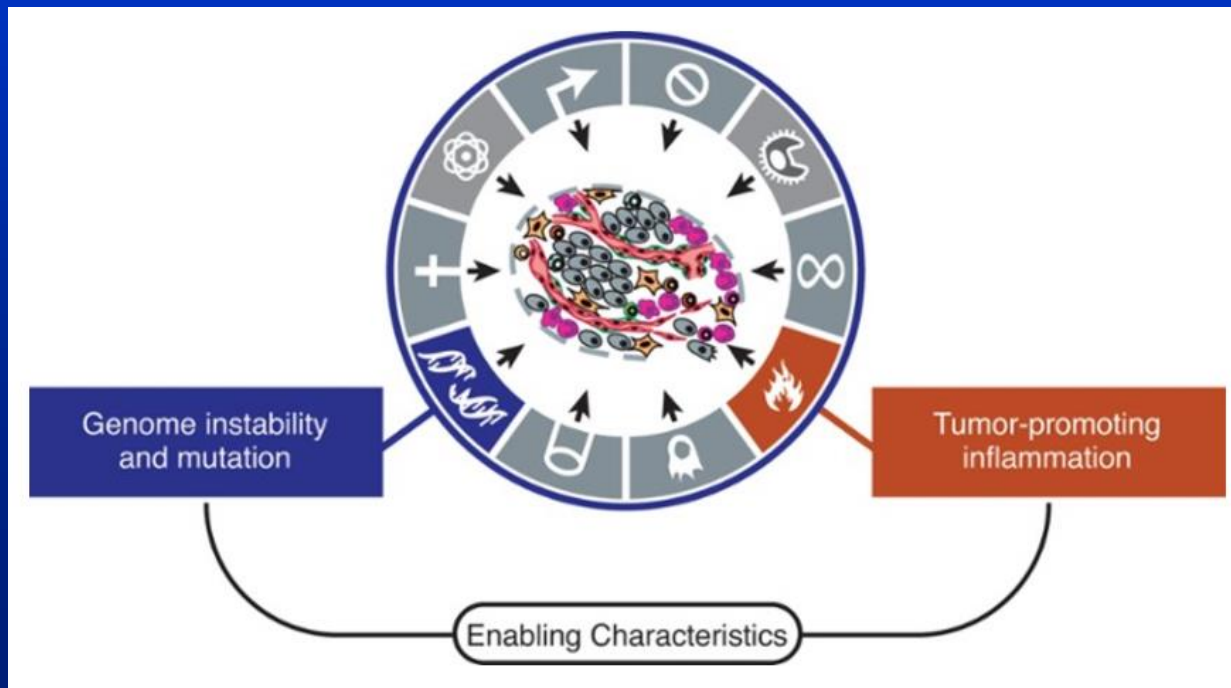 Genome instability
and mutation
Tumor-promoting
inflammation
Enabling Characteristics